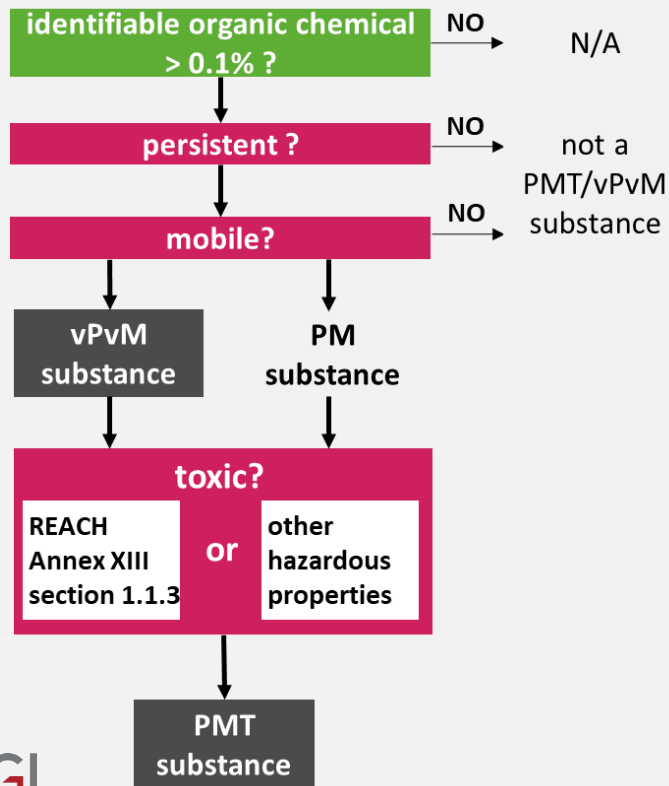 identifiable organic chemical
> 0.1% ?
NO
N/A
persistent ?
NO
not a
PMT/vPvM
substance
mobile?
NO
vPvM
substance
PM
substance
toxic?
REACH
Annex XIII
section 1.1.3
or
other
hazardous
properties
PMT
substance